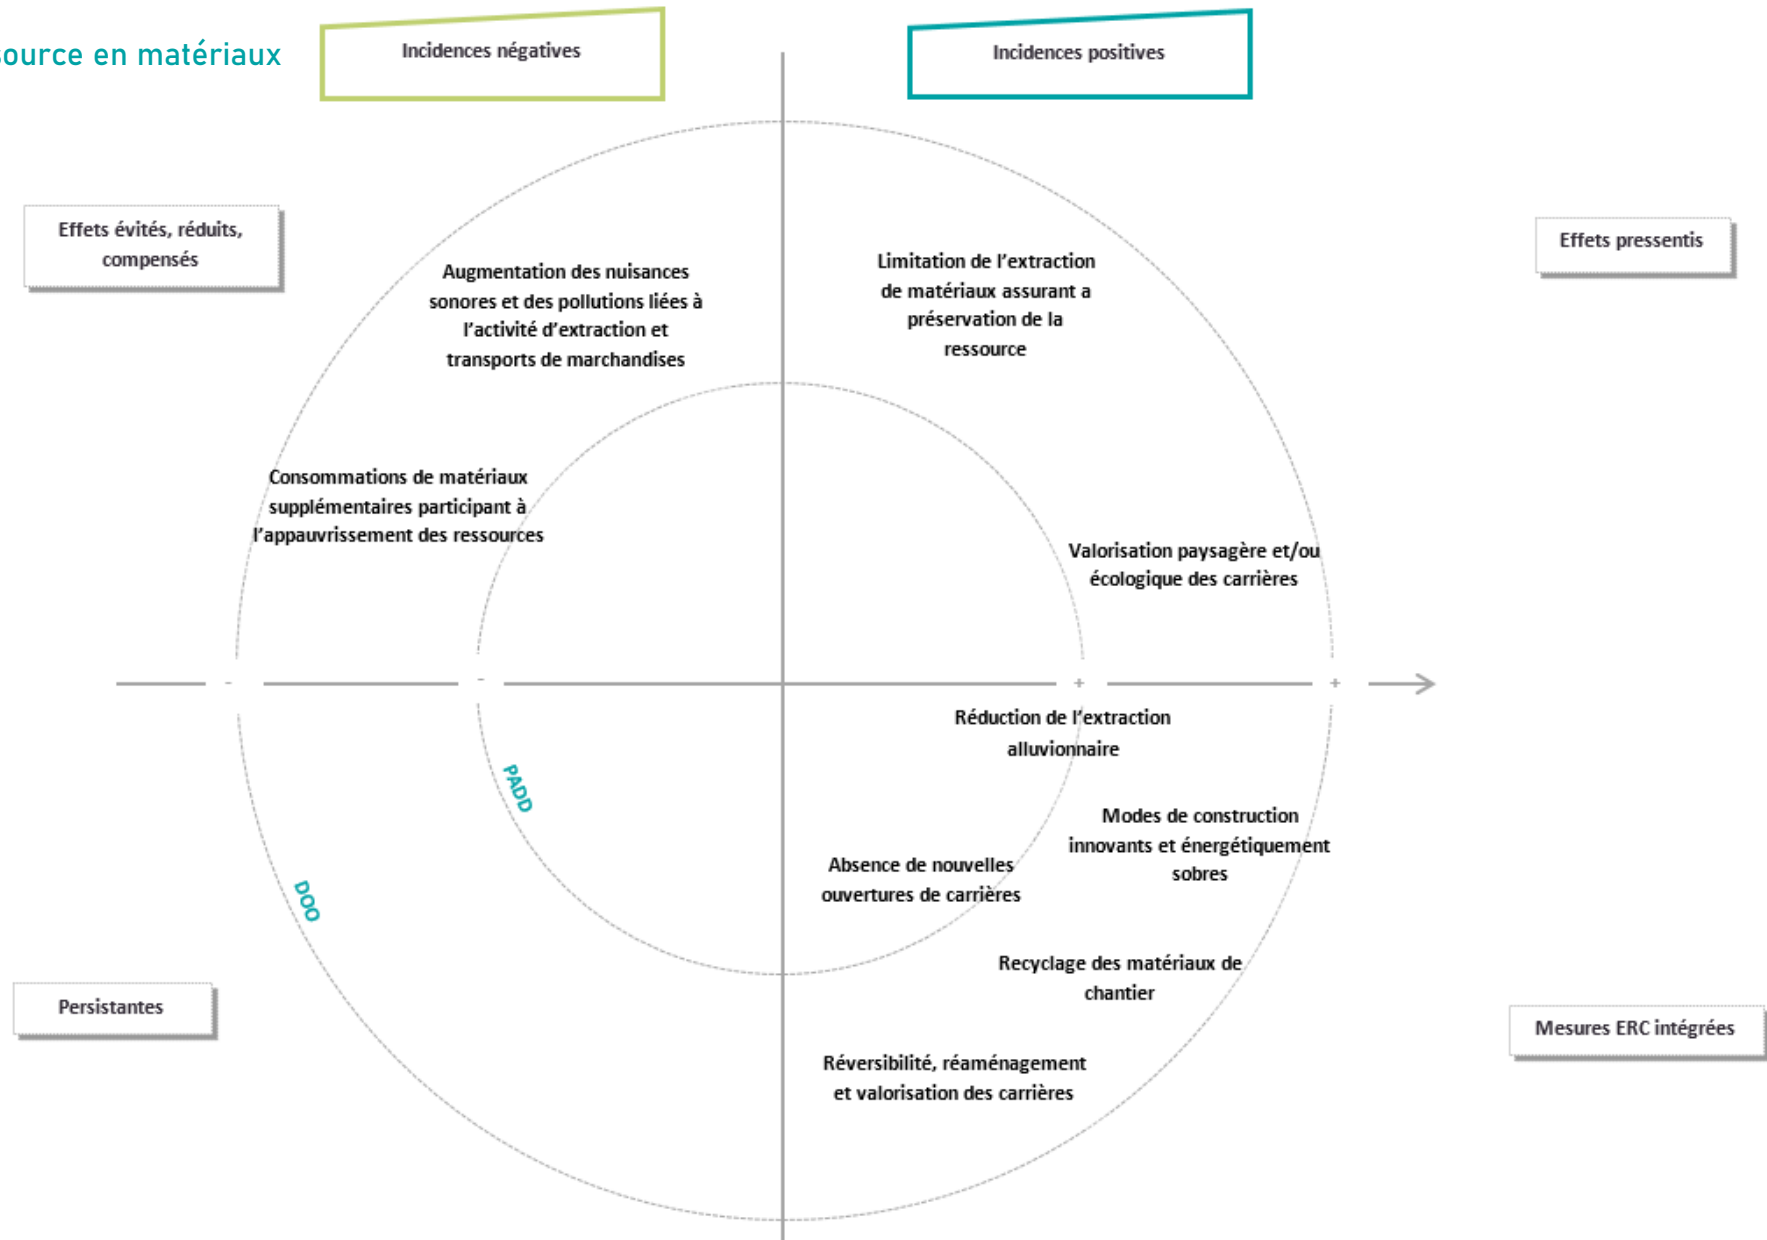 source en matériaux
Incidences négatives
Incidences positives
Effets évités, réduits,
compensés
Effets pressentis
Augmentation des nuisances
sonores et des pollutions liées à
l’activité d’extraction et
transports de marchandises
Limitation de l’extraction
de matériaux assurant a
préservation de la
ressource
Consommations de matériaux
supplémentaires participant à
l’appauvrissement des ressources
Valorisation paysagère et/ou
écologique des carrières
- - + +
Réduction de l’extraction
alluvionnaire
PADD
Modes de construction
innovants et énergétiquement
sobres
Absence de nouvelles
ouvertures de carrières
DOO
Recyclage des matériaux de
chantier
Persistantes
Mesures ERC intégrées
Réversibilité, réaménagement
et valorisation des carrières